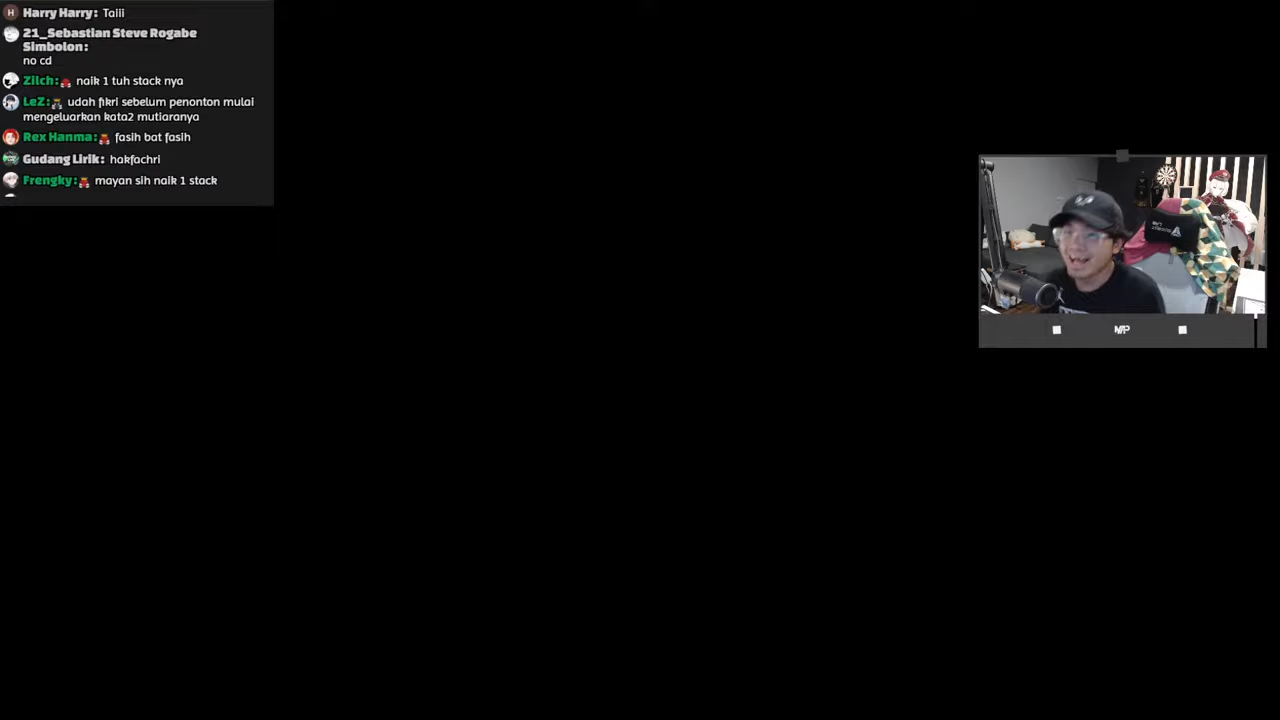 Harry Harry: Taiii
21_Sebastian Steve Rogabe
Simbolon:
no cd
Zilch: naik 1 tuh stack nya
LeZ: udah fikri sebelum penonton mulai
mengeluarkan kata2 mutiaranya
Rex Hanma: fasih bat fasih
Gudang Lirik: hakfachri
Frengky: mayan sih naik 1 stack